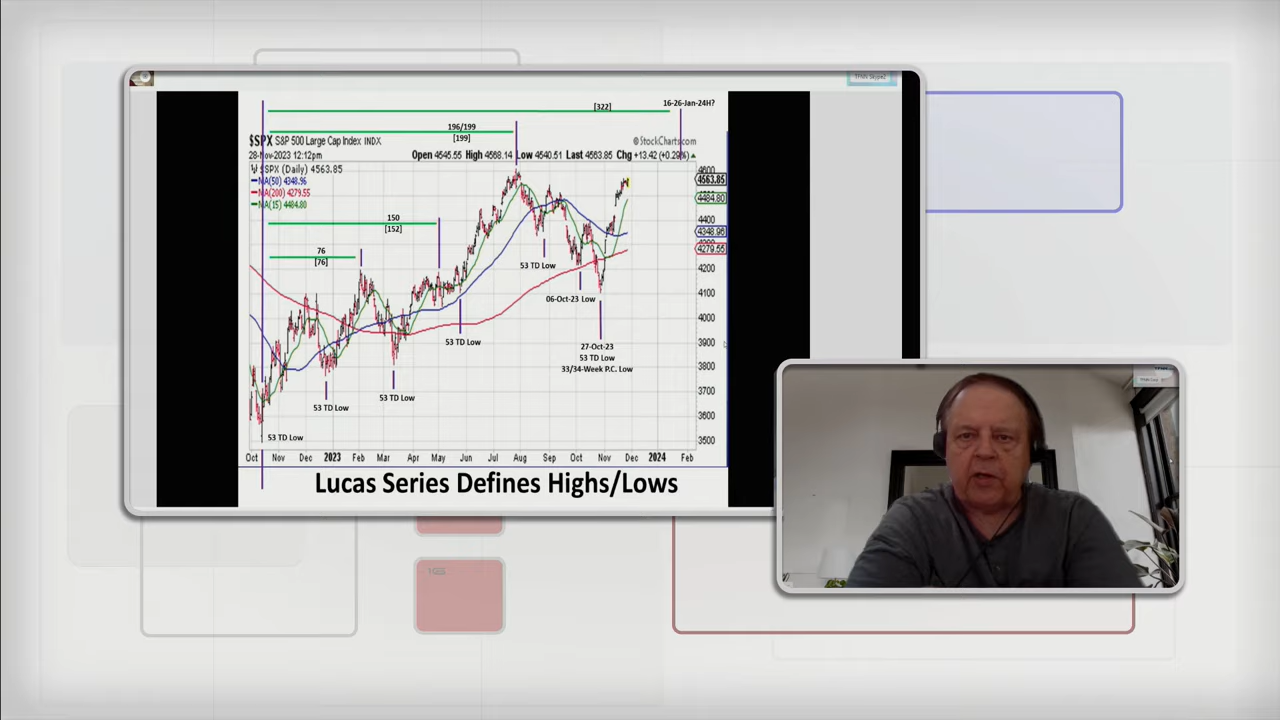 TFNN Skype2
[322]
16-26-Jan-24H?
196/199
[199]
$SPX S&P 500 Large Cap Index INDX
© StockCharts.com
28-Nov-2023 12:12pm
Open 4545.55 High 4568.14 Low 4540.51 Last 4563.85 Chg +13.42 (+0.29%)
$SPX (Daily) 4563.85
MA(50) 4348.96
MA(200) 4279.55
MA(15) 4484.80
4600
4563.85
4484.80
4400
4348.96
4279.55
4200
4100
4000
3900
3800
3700
3600
3500
150
[152]
76
[76]
53 TD Low
06-Oct-23 Low
53 TD Low
27-Oct-23
53 TD Low
33/34-Week P.C. Low
53 TD Low
53 TD Low
53 TD Low
Oct Nov 2023 Feb Mar Apr May Jun Jul Aug Sep Oct Nov Dec 2024 Feb
Lucas Series Defines Highs/Lows